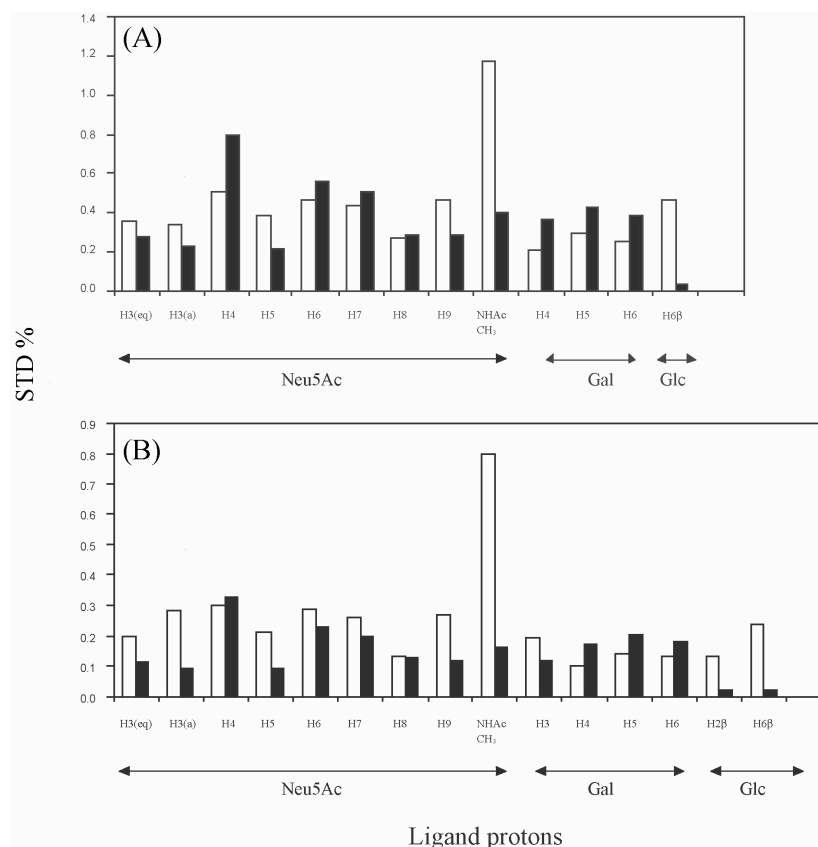 (A)
1.4
1.2
1.0
0.8
0.6
0.4
0.2
0.0
H3(eq) H3(a) H4 H5 H6 H7 H8 H9 NHAc H4 H5 H6 H6β
CH₃
Neu5Ac Gal Glc
STD %
(B)
0.9
0.8
0.7
0.6
0.5
0.4
0.3
0.2
0.1
0.0
H3(eq) H3(a) H4 H5 H6 H7 H8 H9 NHAc H3 H4 H5 H6 H2β H6β
CH₃
Neu5Ac Gal Glc
Ligand protons